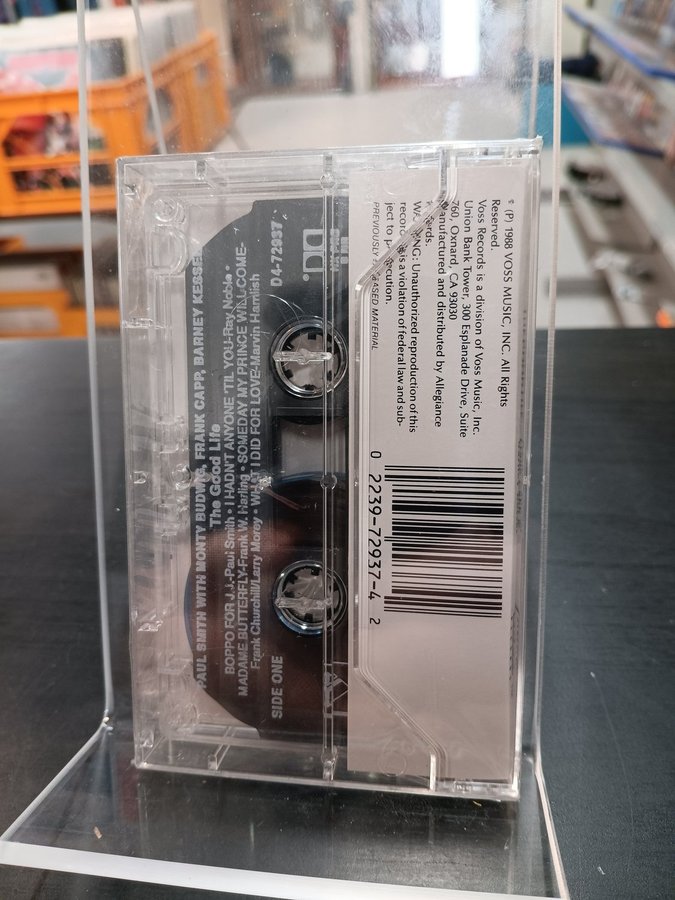 PAUL SMITH WITH MONTY BUDWIG, FRANK CAPP, BARNEY KESSEL
The Good Life
BOPPO FOR J.J.-Paul Smith • I HADN'T ANYONE 'TIL YOU-Ray Noble •
MADAME BUTTERFLY-Frank W. Harling • SOMEDAY MY PRINCE WILL COME-
Frank Churchill/Larry Morey • WHAT I DID FOR LOVE-Marvin Hamlish
SIDE ONE
D4-72937
(P) 1988 VOSS MUSIC, INC. All Rights
Reserved.
Voss Records is a division of Voss Music, Inc.
Union Bank Tower, 300 Esplanade Drive, Suite
760, Oxnard, CA 93030
Manufactured and distributed by Allegiance
Records.
WARNING: Unauthorized reproduction of this
recording is a violation of federal law and sub-
ject to prosecution.
PREVIOUSLY RELEASED MATERIAL
0 2239-72937-4 2